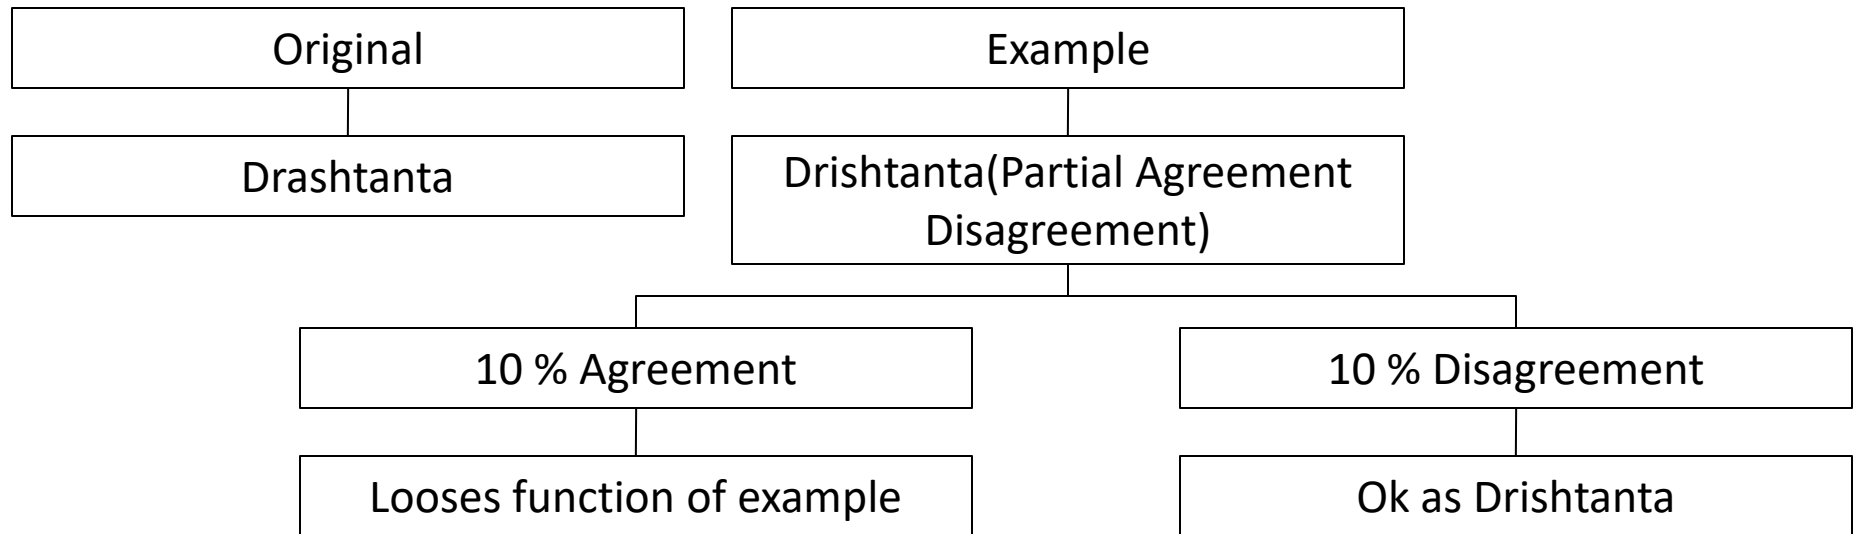 Original
Example
Drashtanta
Drishtanta(Partial Agreement
Disagreement)
10 % Agreement
10 % Disagreement
Looses function of example
Ok as Drishtanta